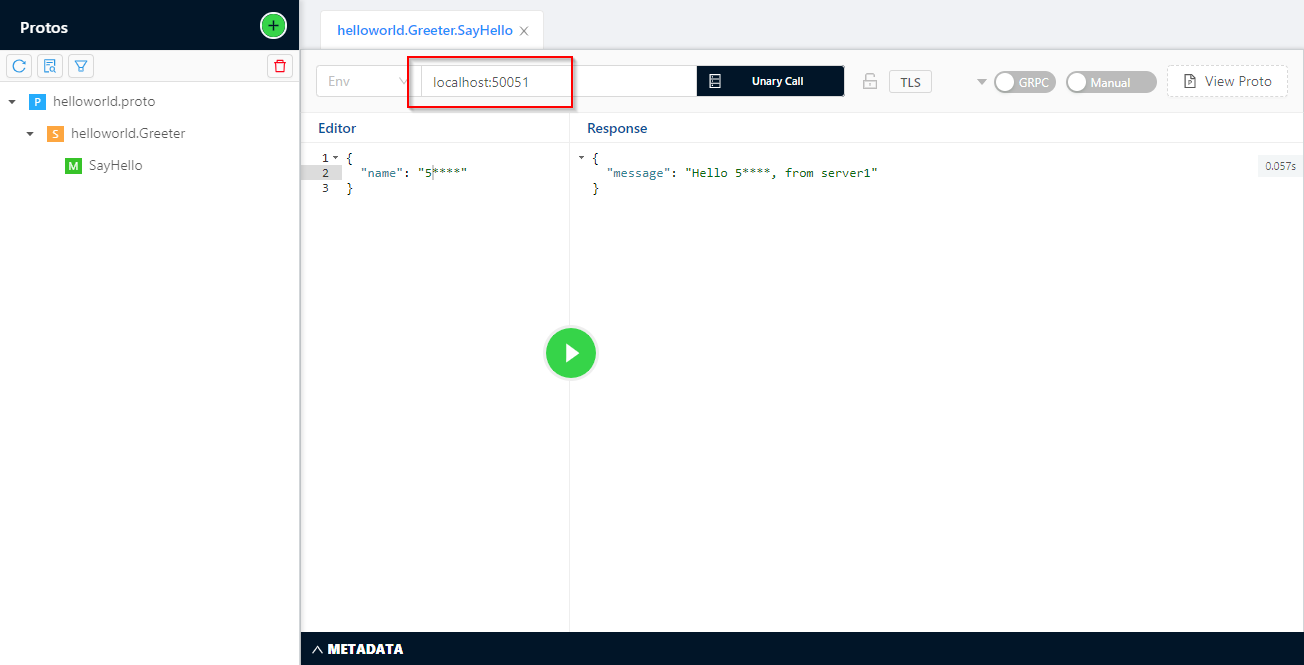 Protos
helloworld.Greeter.SayHello
Env
localhost:50051
Unary Call
TLS
GRPC
Manual
View Proto
P helloworld.proto
S helloworld.Greeter
M SayHello
Editor
Response
1 {
2 "name": "5****"
3 }
{
"message": "Hello 5****, from server1"
}
0.057s
METADATA